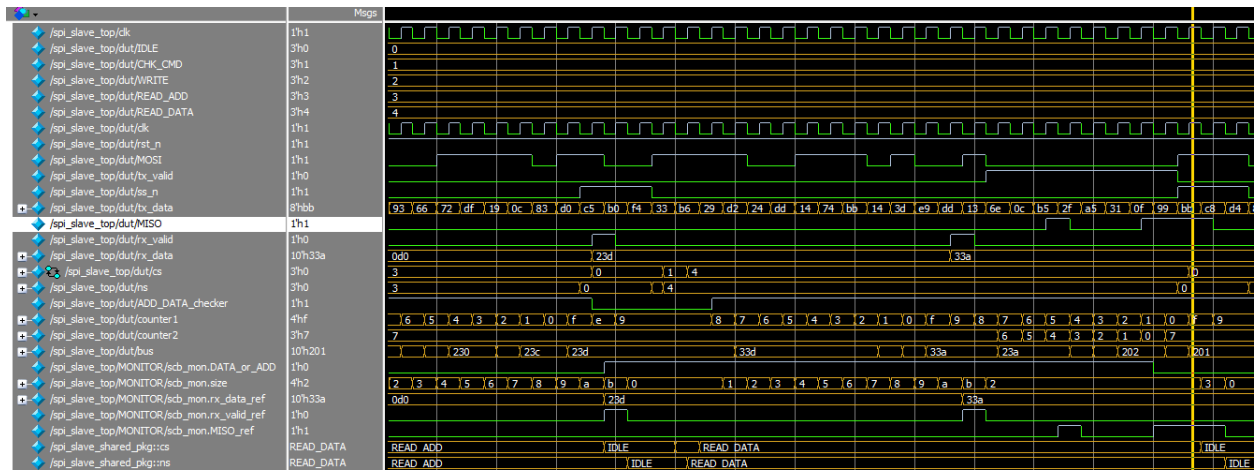 Msgs
/spi_slave_top/clk 1'h1
/spi_slave_top/dut/IDLE 3'h0 0
/spi_slave_top/dut/CHK_CMD 3'h1 1
/spi_slave_top/dut/WRITE 3'h2 2
/spi_slave_top/dut/READ_ADD 3'h3 3
/spi_slave_top/dut/READ_DATA 3'h4 4
/spi_slave_top/dut/clk 1'h1
/spi_slave_top/dut/rst_n 1'h1
/spi_slave_top/dut/MOSI 1'h1
/spi_slave_top/dut/tx_valid 1'h0
/spi_slave_top/dut/ss_n 1'h1
/spi_slave_top/dut/tx_data 8'hbb 93 66 72 df 19 0c 83 d0 c5 b0 f4 33 b6 29 d2 24 dd 14 74 bb 14 3d e9 dd 13 6e 0c b5 2f a5 31 0f 99 bb c8 d4
/spi_slave_top/dut/MISO 1'h1
/spi_slave_top/dut/rx_valid 1'h0
/spi_slave_top/dut/rx_data 10'h33a 0d0 23d 33a
/spi_slave_top/dut/cs 3'h0 3 0 1 4 0
/spi_slave_top/dut/ns 3'h0 3 0 4 0
/spi_slave_top/dut/ADD_DATA_checker 1'h1
/spi_slave_top/dut/counter1 4'hf 6 5 4 3 2 1 0 f e 9 8 7 6 5 4 3 2 1 0 f 9 8 7 6 5 4 3 2 1 0 f 9
/spi_slave_top/dut/counter2 3'h7 7 6 5 4 3 2 1 0 7
/spi_slave_top/dut/bus 10'h201 230 23c 23d 33d 33a 23a 202 201
/spi_slave_top/MONITOR/scb_mon.DATA_or_ADD 1'h0
/spi_slave_top/MONITOR/scb_mon.size 4'h2 2 3 4 5 6 7 8 9 a b 0 1 2 3 4 5 6 7 8 9 a b 2 3 0
/spi_slave_top/MONITOR/scb_mon.rx_data_ref 10'h33a 0d0 23d 33a
/spi_slave_top/MONITOR/scb_mon.rx_valid_ref 1'h0
/spi_slave_top/MONITOR/scb_mon.MISO_ref 1'h1
/spi_slave_shared_pkg::cs READ_DATA READ_ADD IDLE READ_DATA IDLE
/spi_slave_shared_pkg::ns READ_DATA READ_ADD IDLE READ_DATA IDLE